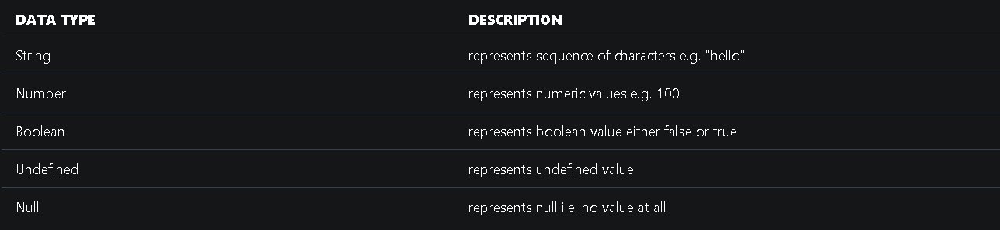 DATA TYPE DESCRIPTION
String represents sequence of characters e.g. "hello"
Number represents numeric values e.g. 100
Boolean represents boolean value either false or true
Undefined represents undefined value
Null represents null i.e. no value at all